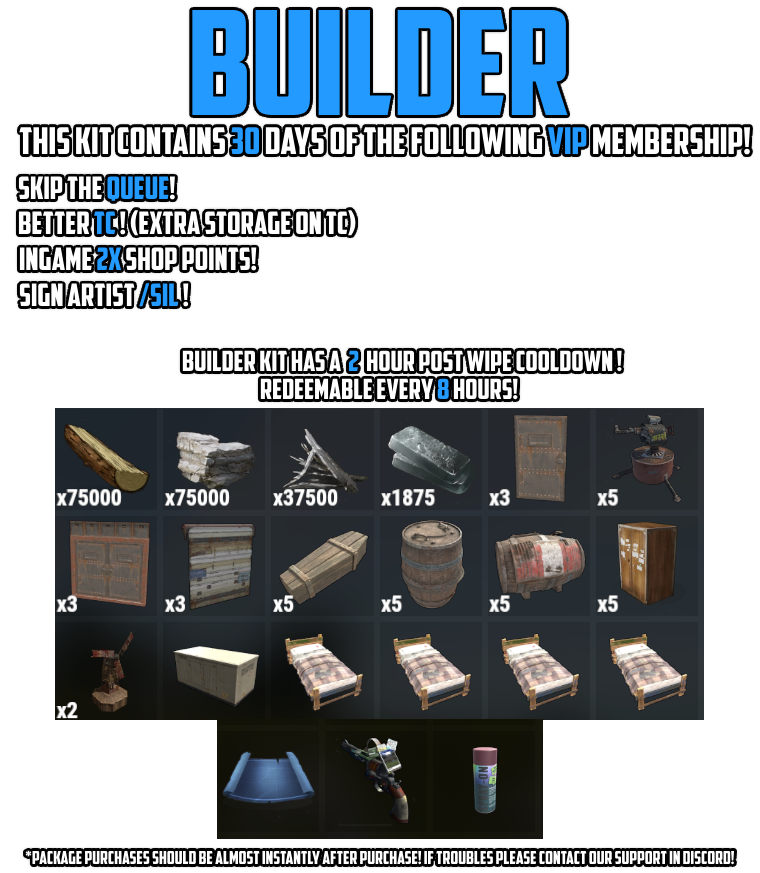 BUILDER
THIS KIT CONTAINS 30 DAYS OF THE FOLLOWING VIP MEMBERSHIP!
SKIP THE QUEUE!
BETTER TC! (EXTRA STORAGE ON TC)
INGAME 2X SHOP POINTS!
SIGN ARTIST /SIL!
BUILDER KIT HAS A 2 HOUR POST WIPE COOLDOWN!
REDEEMABLE EVERY 8 HOURS!
x75000 x75000 x37500 x1875 x3 x5
x3 x3 x5 x5 x5 x5
x2
*PACKAGE PURCHASES SHOULD BE ALMOST INSTANTLY AFTER PURCHASE! IF TROUBLES PLEASE CONTACT OUR SUPPORT IN DISCORD!